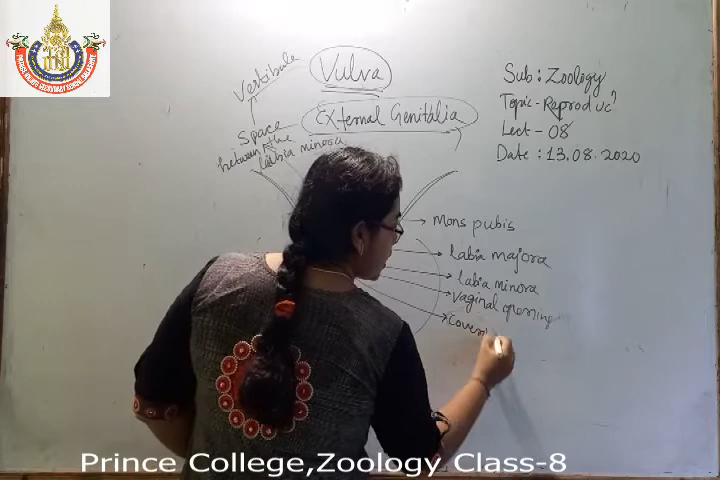 Vestibule
Vulva
External Genitalia
Space
between the
labia minora
Sub : Zoology
Topic - Reproduc
Lect - 08
Date : 13.08.2020
Mons pubis
labia majora
labia minora
Vaginal opening
Cover
Prince College,Zoology Class-8